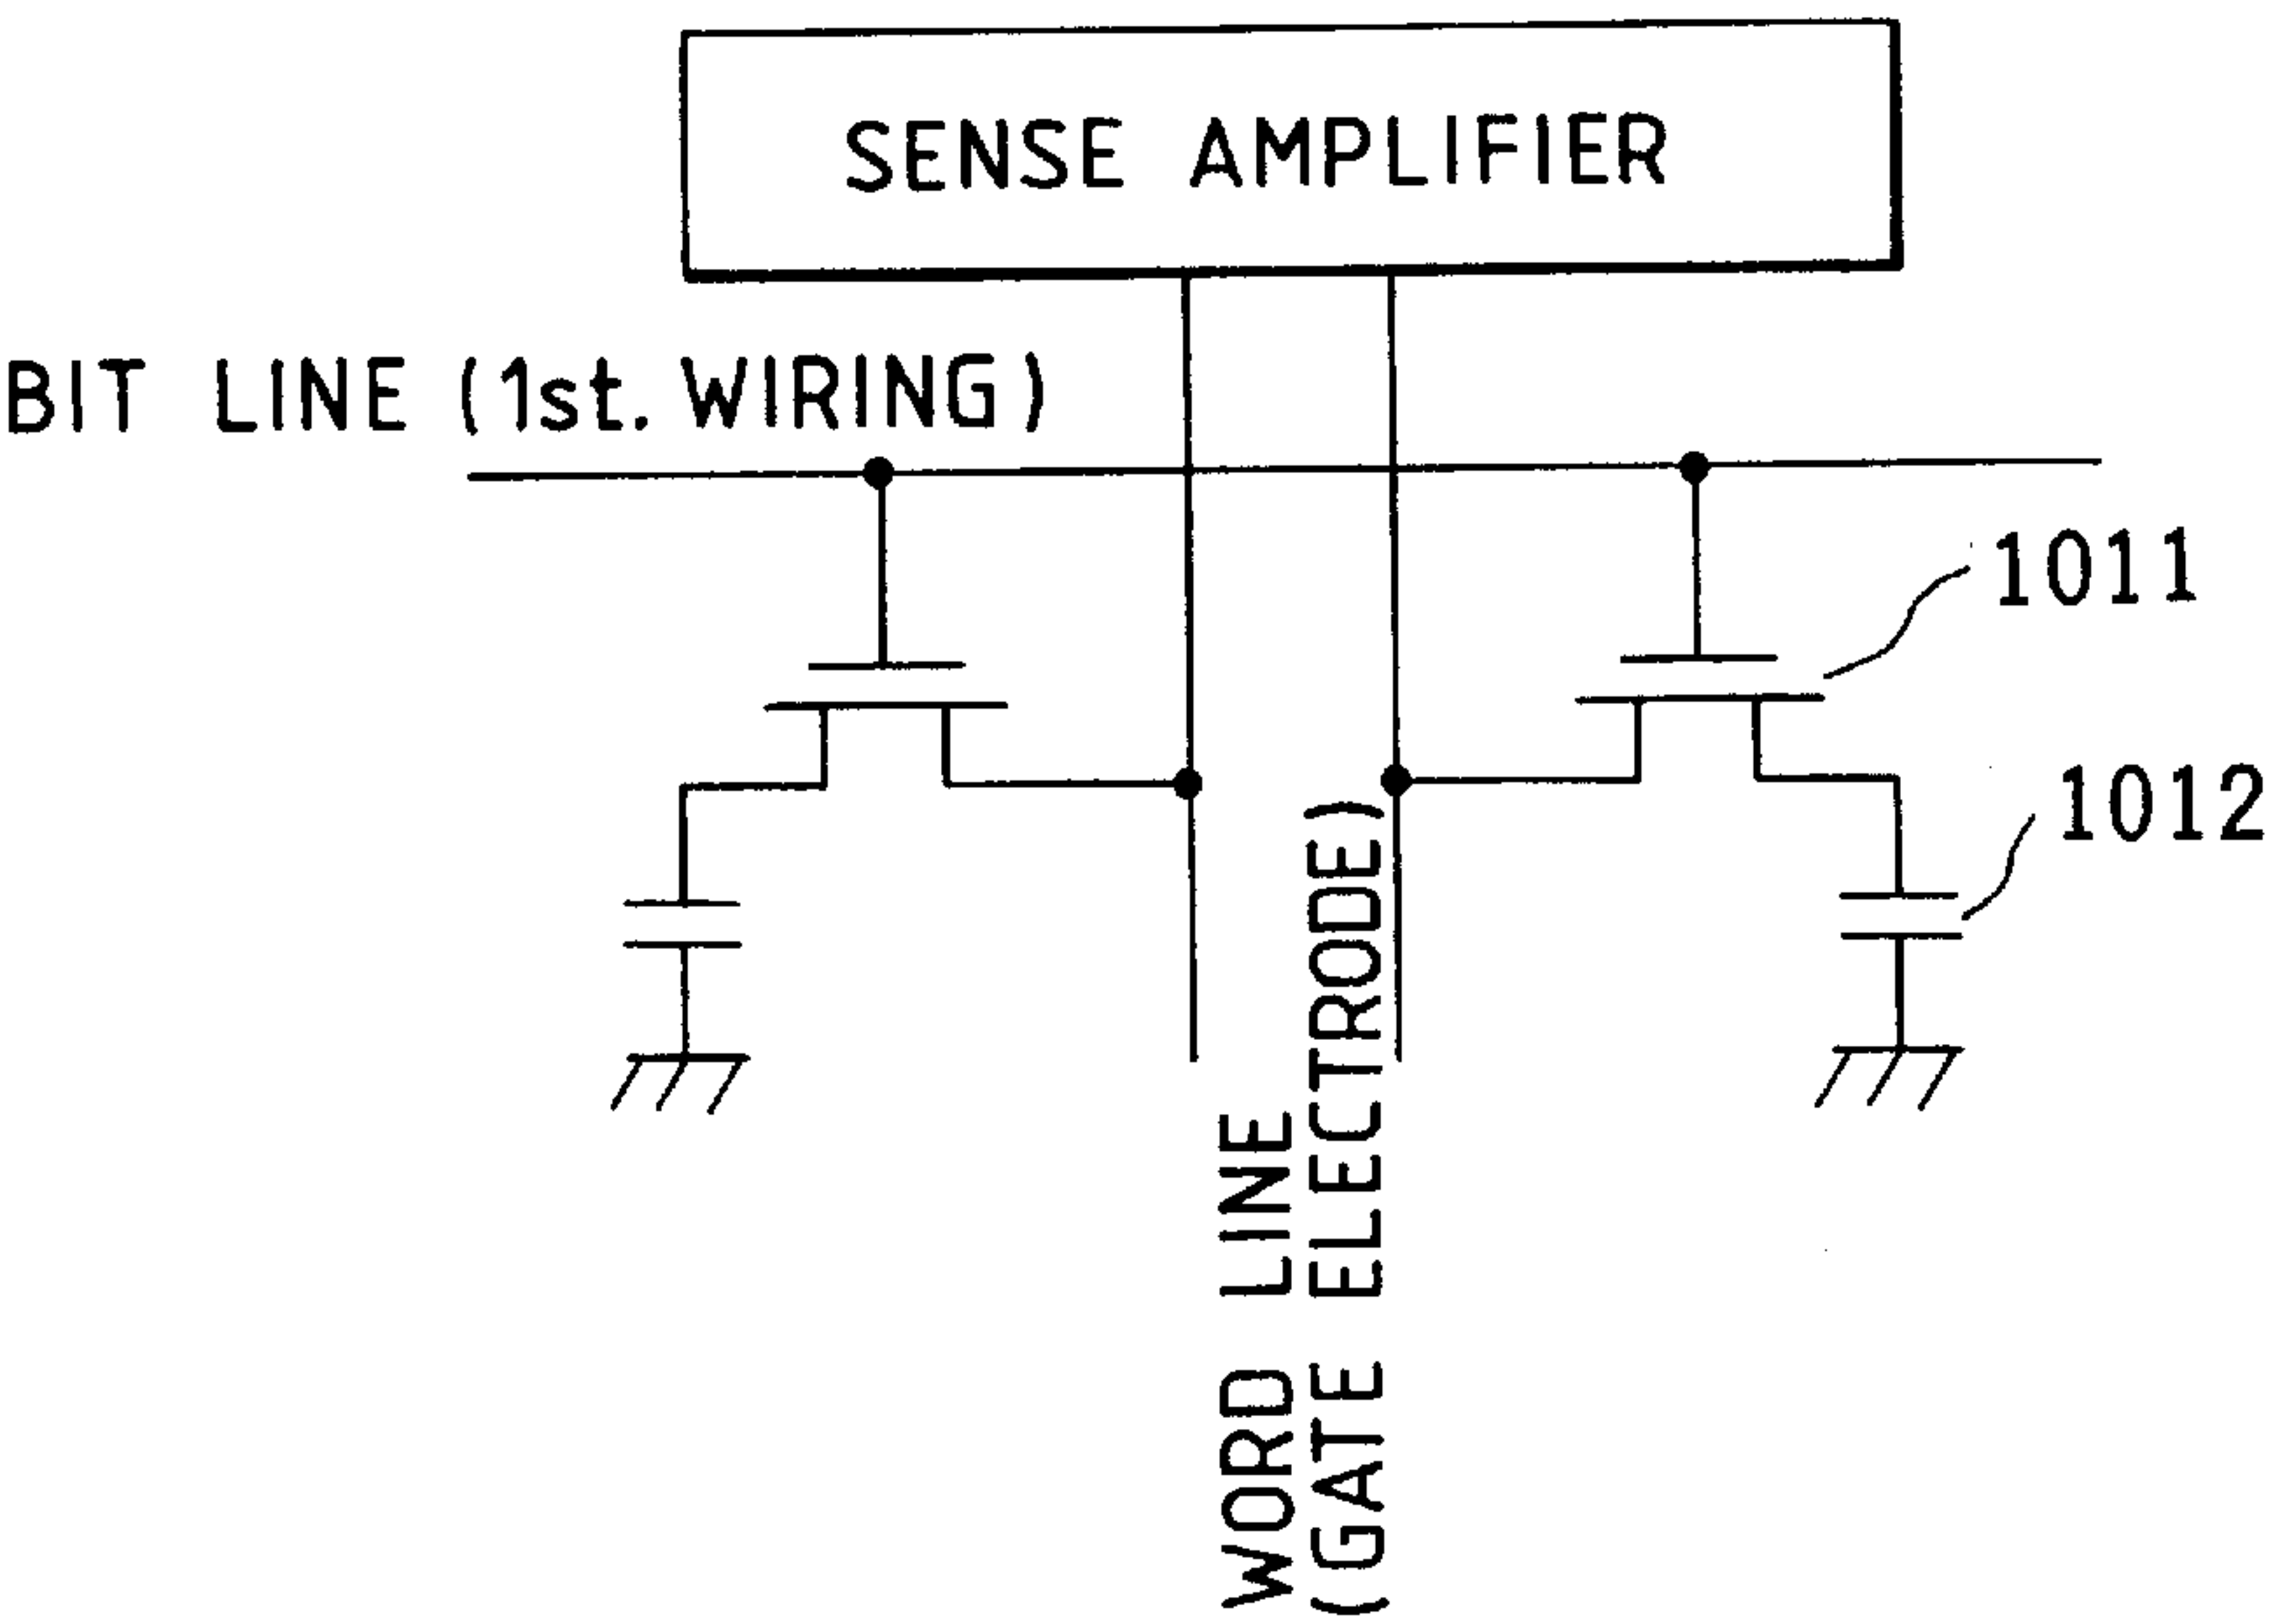 SENSE AMPLIFIER
BIT LINE (1st. WIRING)
1011
1012
WORD LINE
(GATE ELECTRODE)